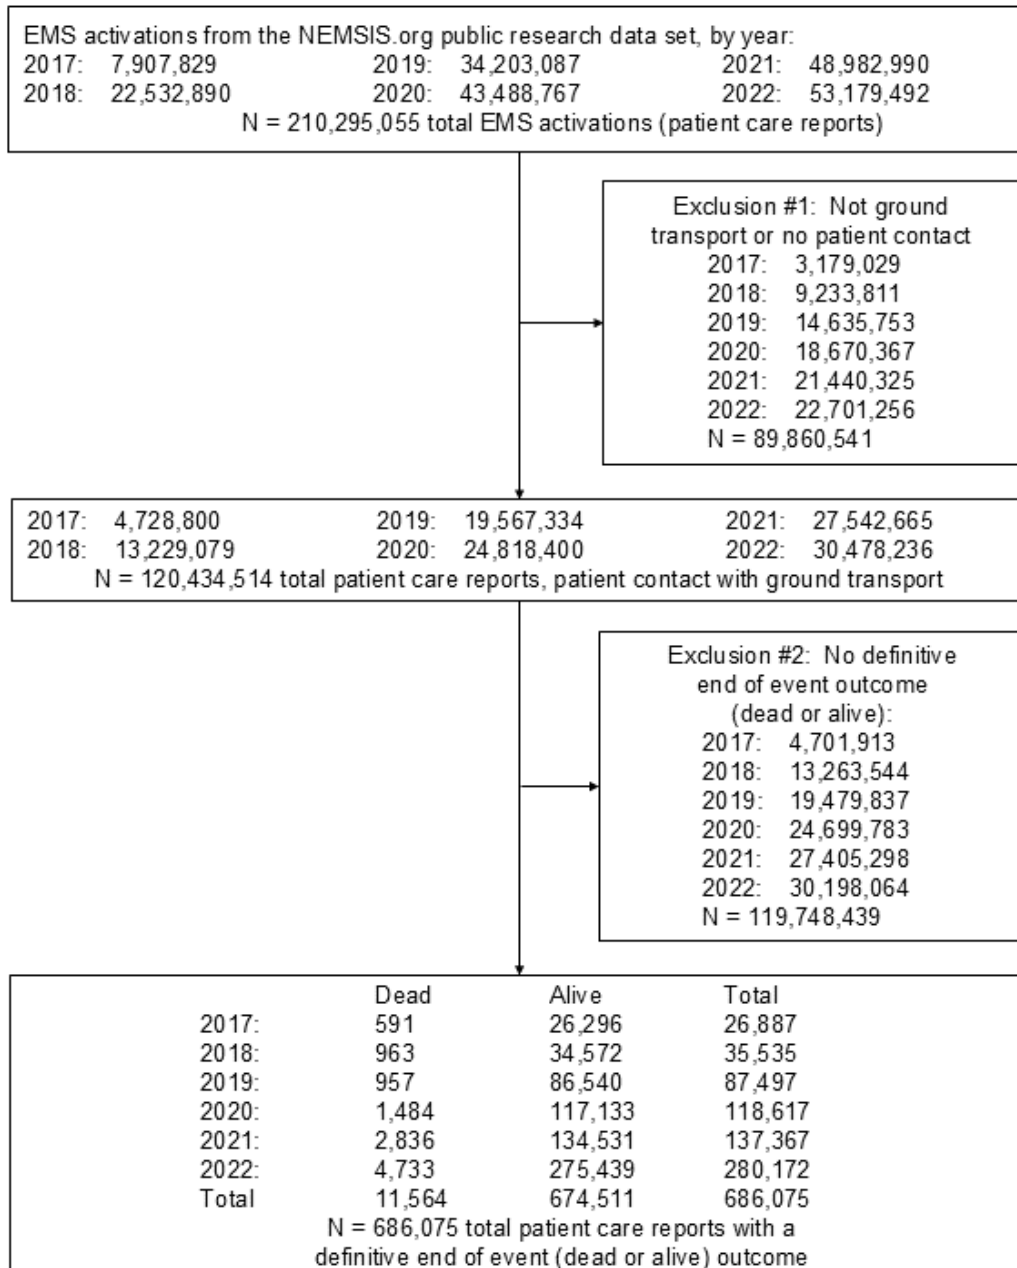 EMS activations from the NEMSIS.org public research data set, by year:
2017: 7,907,829 2019: 34,203,087 2021: 48,982,990
2018: 22,532,890 2020: 43,488,767 2022: 53,179,492
N = 210,295,055 total EMS activations (patient care reports)
Exclusion #1: Not ground
transport or no patient contact
2017: 3,179,029
2018: 9,233,811
2019: 14,635,753
2020: 18,670,367
2021: 21,440,325
2022: 22,701,256
N = 89,860,541
2017: 4,728,800 2019: 19,567,334 2021: 27,542,665
2018: 13,229,079 2020: 24,818,400 2022: 30,478,236
N = 120,434,514 total patient care reports, patient contact with ground transport
Exclusion #2: No definitive
end of event outcome
(dead or alive):
2017: 4,701,913
2018: 13,263,544
2019: 19,479,837
2020: 24,699,783
2021: 27,405,298
2022: 30,198,064
N = 119,748,439
Dead Alive Total
2017: 591 26,296 26,887
2018: 963 34,572 35,535
2019: 957 86,540 87,497
2020: 1,484 117,133 118,617
2021: 2,836 134,531 137,367
2022: 4,733 275,439 280,172
Total 11,564 674,511 686,075
N = 686,075 total patient care reports with a
definitive end of event (dead or alive) outcome